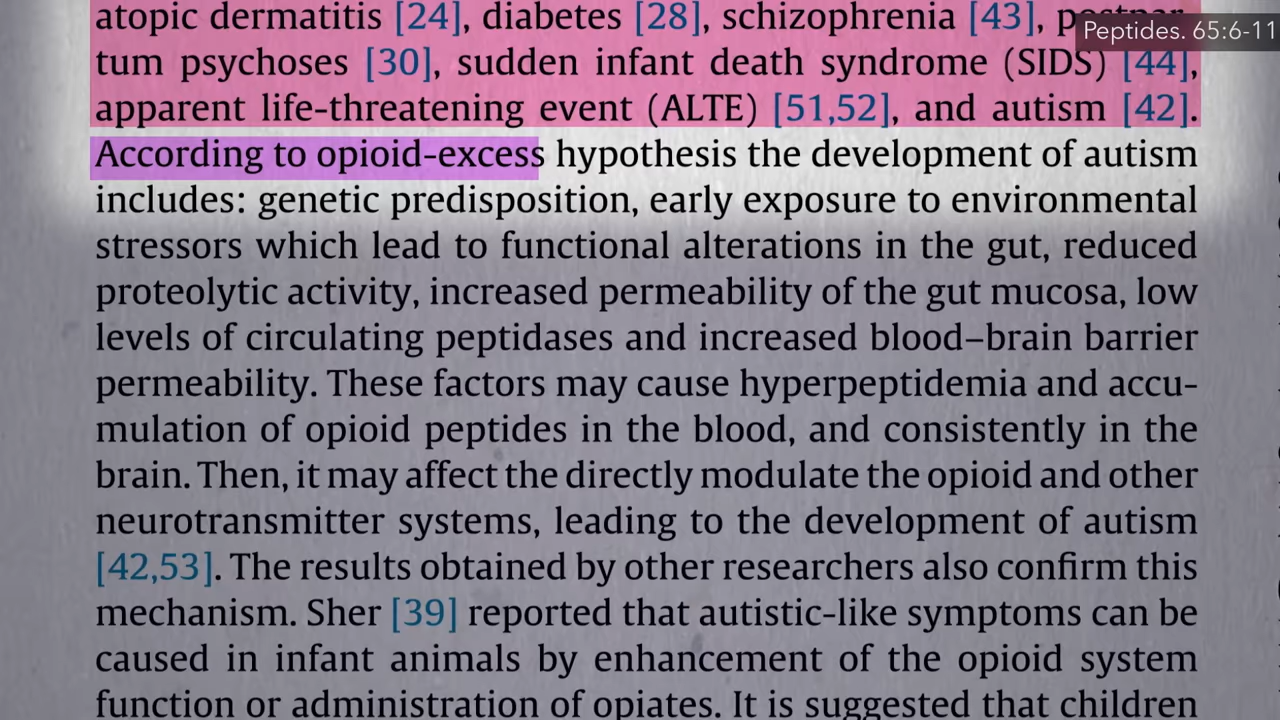 atopic dermatitis [24], diabetes [28], schizophrenia [43],
Peptides. 65:6-11
tum psychoses [30], sudden infant death syndrome (SIDS) [44],
apparent life-threatening event (ALTE) [51,52], and autism [42].
According to opioid-excess hypothesis the development of autism
includes: genetic predisposition, early exposure to environmental
stressors which lead to functional alterations in the gut, reduced
proteolytic activity, increased permeability of the gut mucosa, low
levels of circulating peptidases and increased blood–brain barrier
permeability. These factors may cause hyperpeptidemia and accu-
mulation of opioid peptides in the blood, and consistently in the
brain. Then, it may affect the directly modulate the opioid and other
neurotransmitter systems, leading to the development of autism
[42,53]. The results obtained by other researchers also confirm this
mechanism. Sher [39] reported that autistic-like symptoms can be
caused in infant animals by enhancement of the opioid system
function or administration of opiates. It is suggested that children